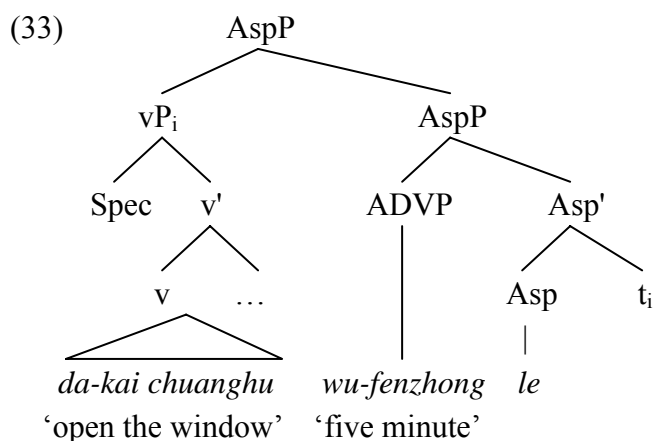 (33) AspP
vPᵢ AspP
Spec v' ADVP Asp'
v … Asp tᵢ
da-kai chuanghu wu-fenzhong le
‘open the window’ ‘five minute’